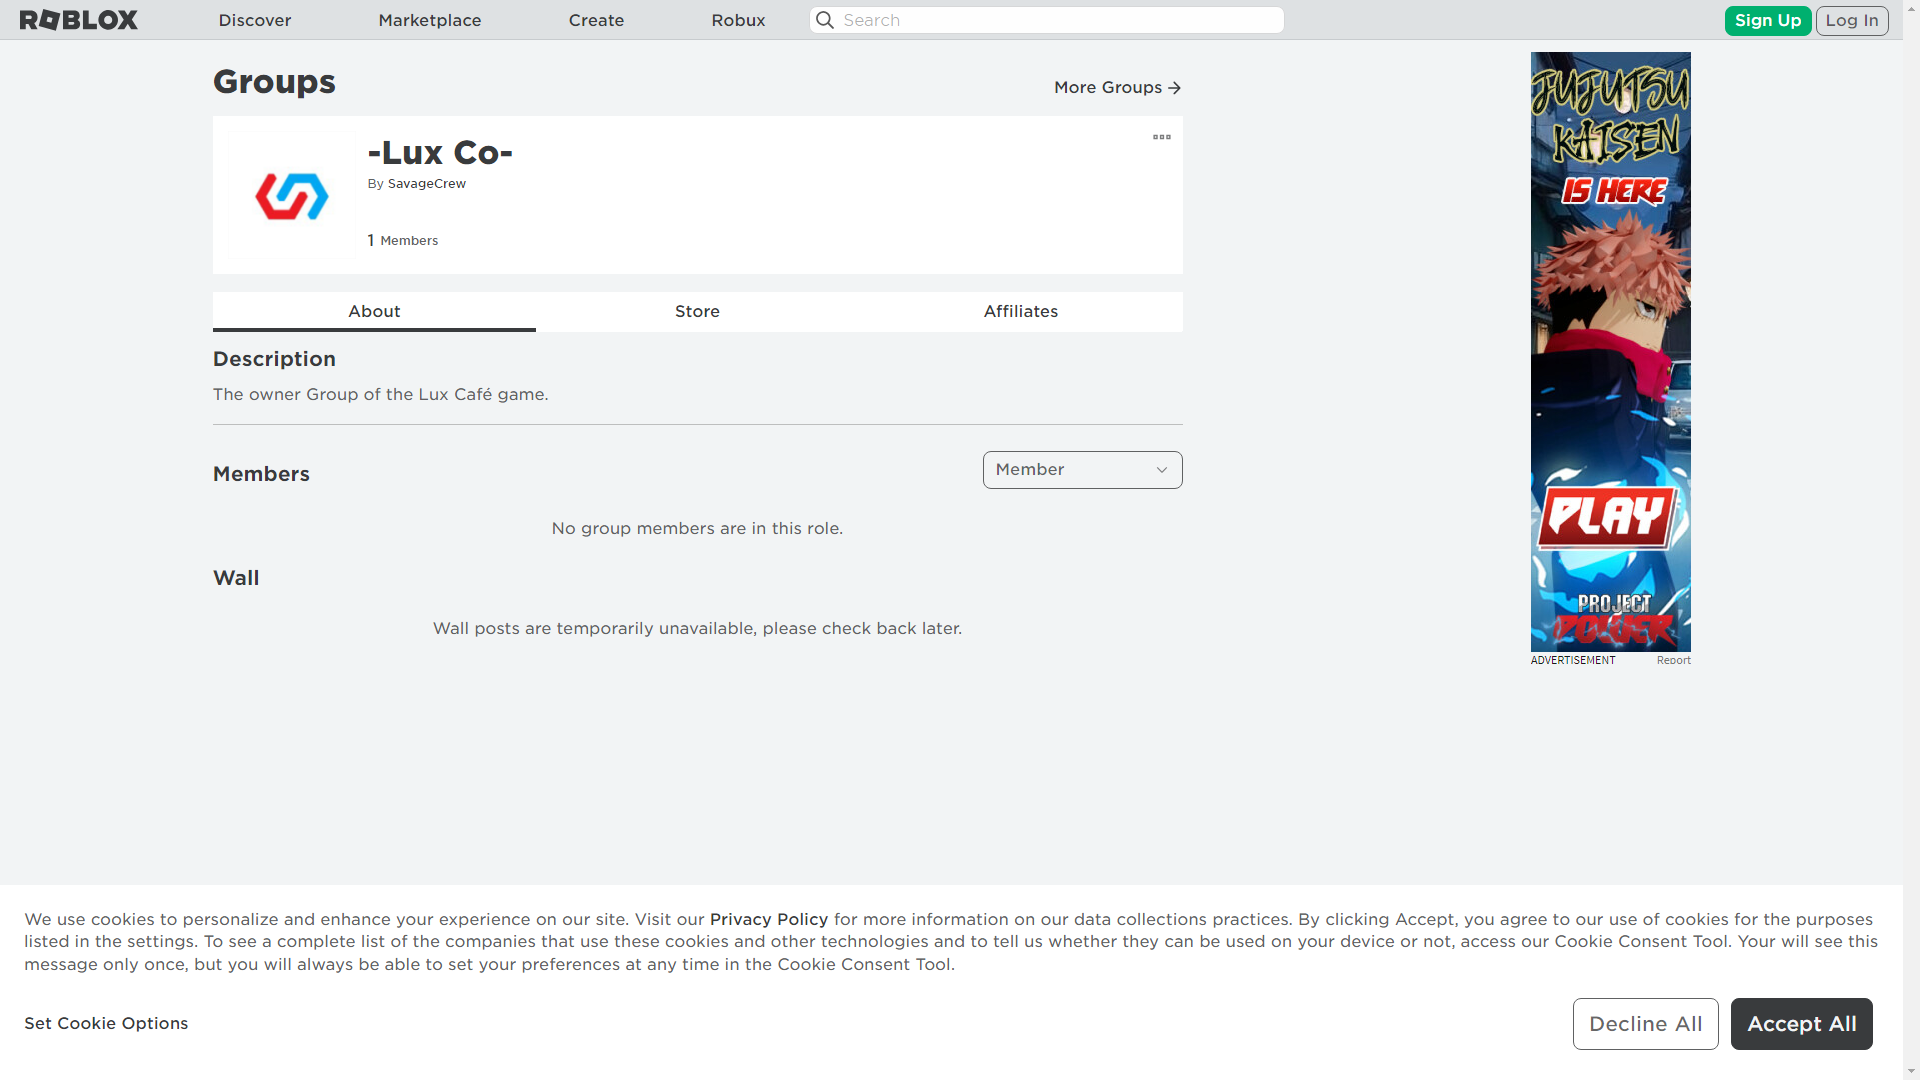 ROBLOX
Discover
Marketplace
Create
Robux
Search
Sign Up
Log In
Groups
More Groups
-Lux Co-
By SavageCrew
1 Members
About
Store
Affiliates
Description
The owner Group of the Lux Café game.
Members
Member
No group members are in this role.
Wall
Wall posts are temporarily unavailable, please check back later.
JUJUTSU
KAISEN
IS HERE
PLAY
PROJECT
POWER
ADVERTISEMENT
Report
We use cookies to personalize and enhance your experience on our site. Visit our Privacy Policy for more information on our data collections practices. By clicking Accept, you agree to our use of cookies for the purposes
listed in the settings. To see a complete list of the companies that use these cookies and other technologies and to tell us whether they can be used on your device or not, access our Cookie Consent Tool. Your will see this
message only once, but you will always be able to set your preferences at any time in the Cookie Consent Tool.
Set Cookie Options
Decline All
Accept All